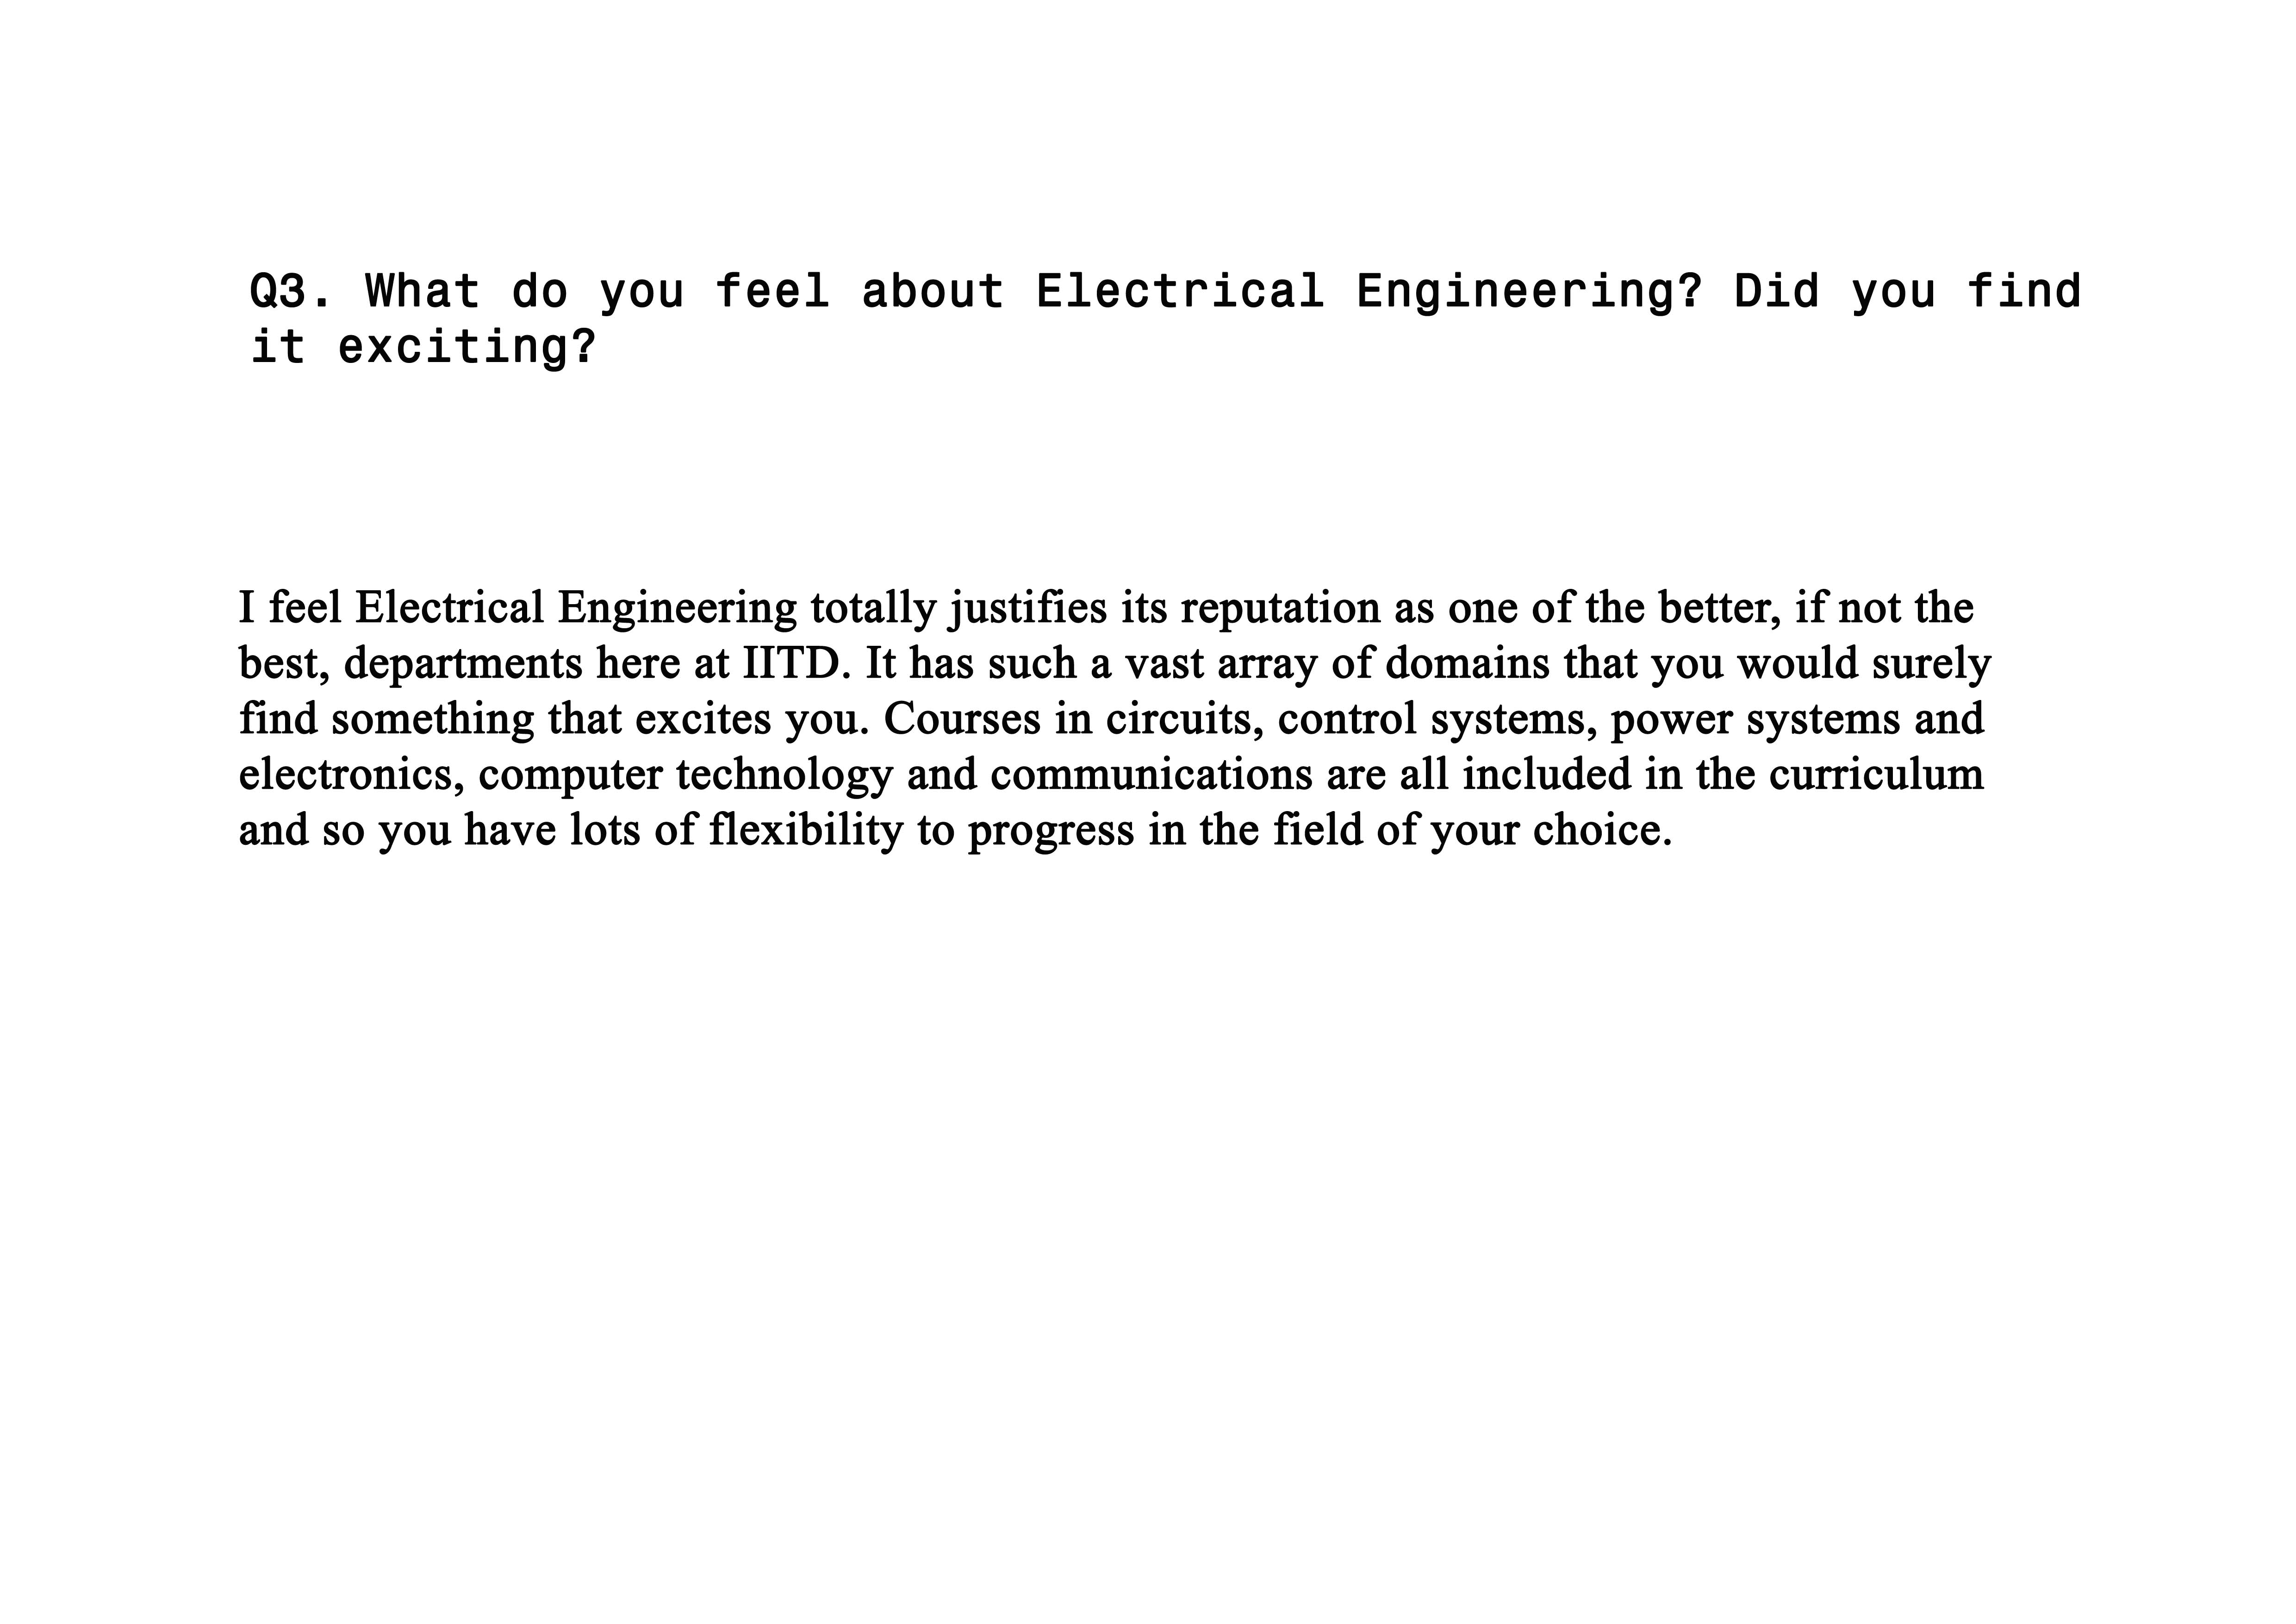 Q3. What do you feel about Electrical Engineering? Did you find
it exciting?
I feel Electrical Engineering totally justifies its reputation as one of the better, if not the
best, departments here at IITD. It has such a vast array of domains that you would surely
find something that excites you. Courses in circuits, control systems, power systems and
electronics, computer technology and communications are all included in the curriculum
and so you have lots of flexibility to progress in the field of your choice.